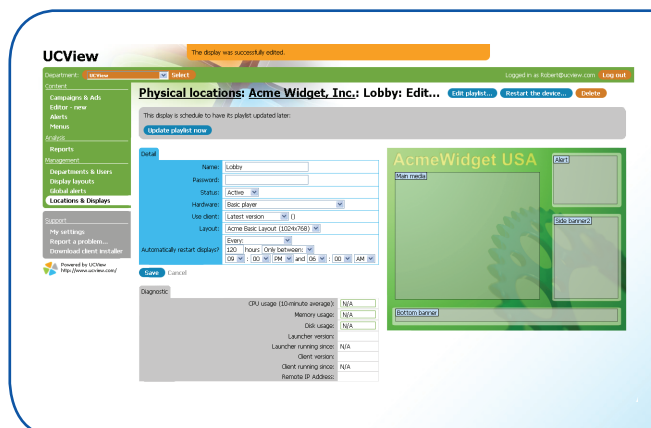 UCView
The display was successfully edited.
Department: UCView Select
Logged in as Robert@ucview.com Log out
Content
Campaigns & Ads
Editor - new
Alerts
Menus
Analysis
Reports
Management
Departments & Users
Display layouts
Global alerts
Locations & Displays
Support
My settings
Report a problem...
Download client installer
Powered by UCView
http://www.ucview.com/
Physical locations: Acme Widget, Inc.: Lobby: Edit... Edit playlist... Restart the device... Delete
This display is schedule to have its playlist updated later:
Update playlist now
Detail
Name: Lobby
Password:
Status: Active
Hardware: Basic player
Use client: Latest version ()
Layout: Acme Basic Layout (1024x768)
Automatically restart displays? Every:
120 hours Only between:
09 : 00 PM and 06 : 00 AM
Save Cancel
Diagnostic
CPU usage (10-minute average): N/A
Memory usage: N/A
Disk usage: N/A
Launcher version:
Launcher running since: N/A
Client version:
Client running since: N/A
Remote IP Address:
AcmeWidget USA
Main media
Alert
Side banner2
Bottom banner